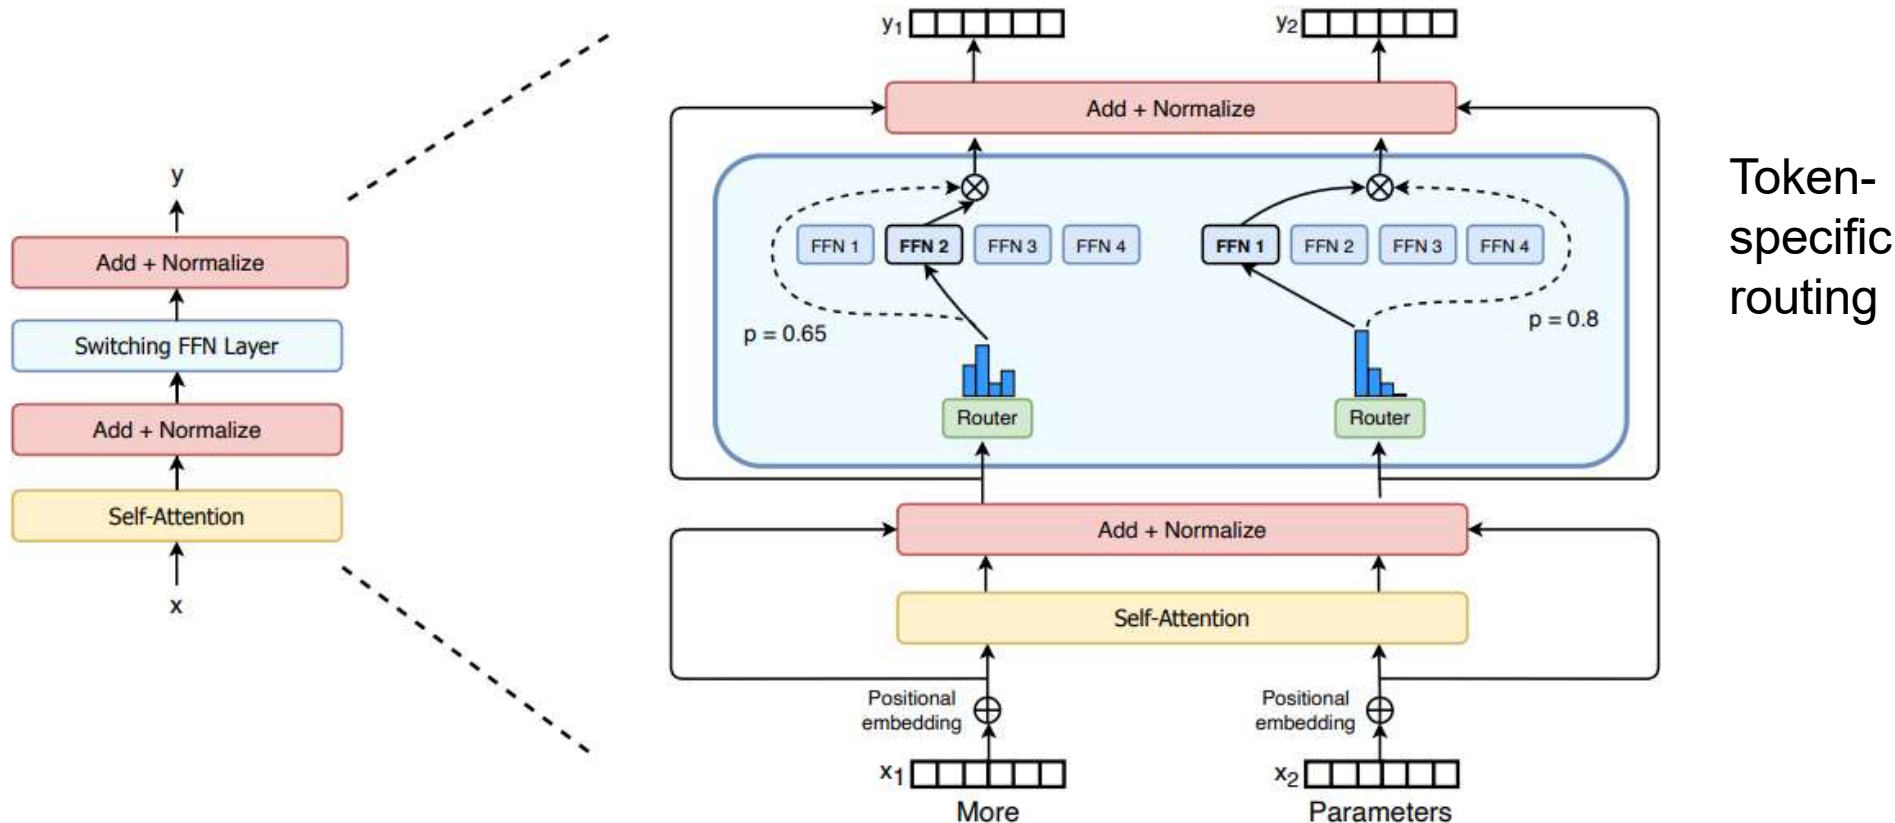 y
Add + Normalize
Switching FFN Layer
Add + Normalize
Self-Attention
x
y1
y2
Add + Normalize
FFN 1 FFN 2 FFN 3 FFN 4
FFN 1 FFN 2 FFN 3 FFN 4
p = 0.65
p = 0.8
Router
Router
Add + Normalize
Self-Attention
Positional
embedding
Positional
embedding
x1
x2
More
Parameters
Token-
specific
routing